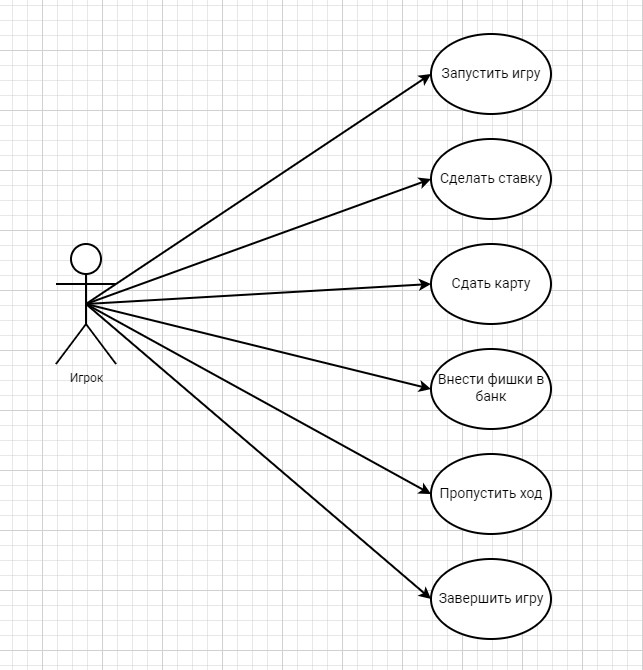 Запустить игру
Сделать ставку
Сдать карту
Внести фишки в
банк
Пропустить ход
Завершить игру
Игрок